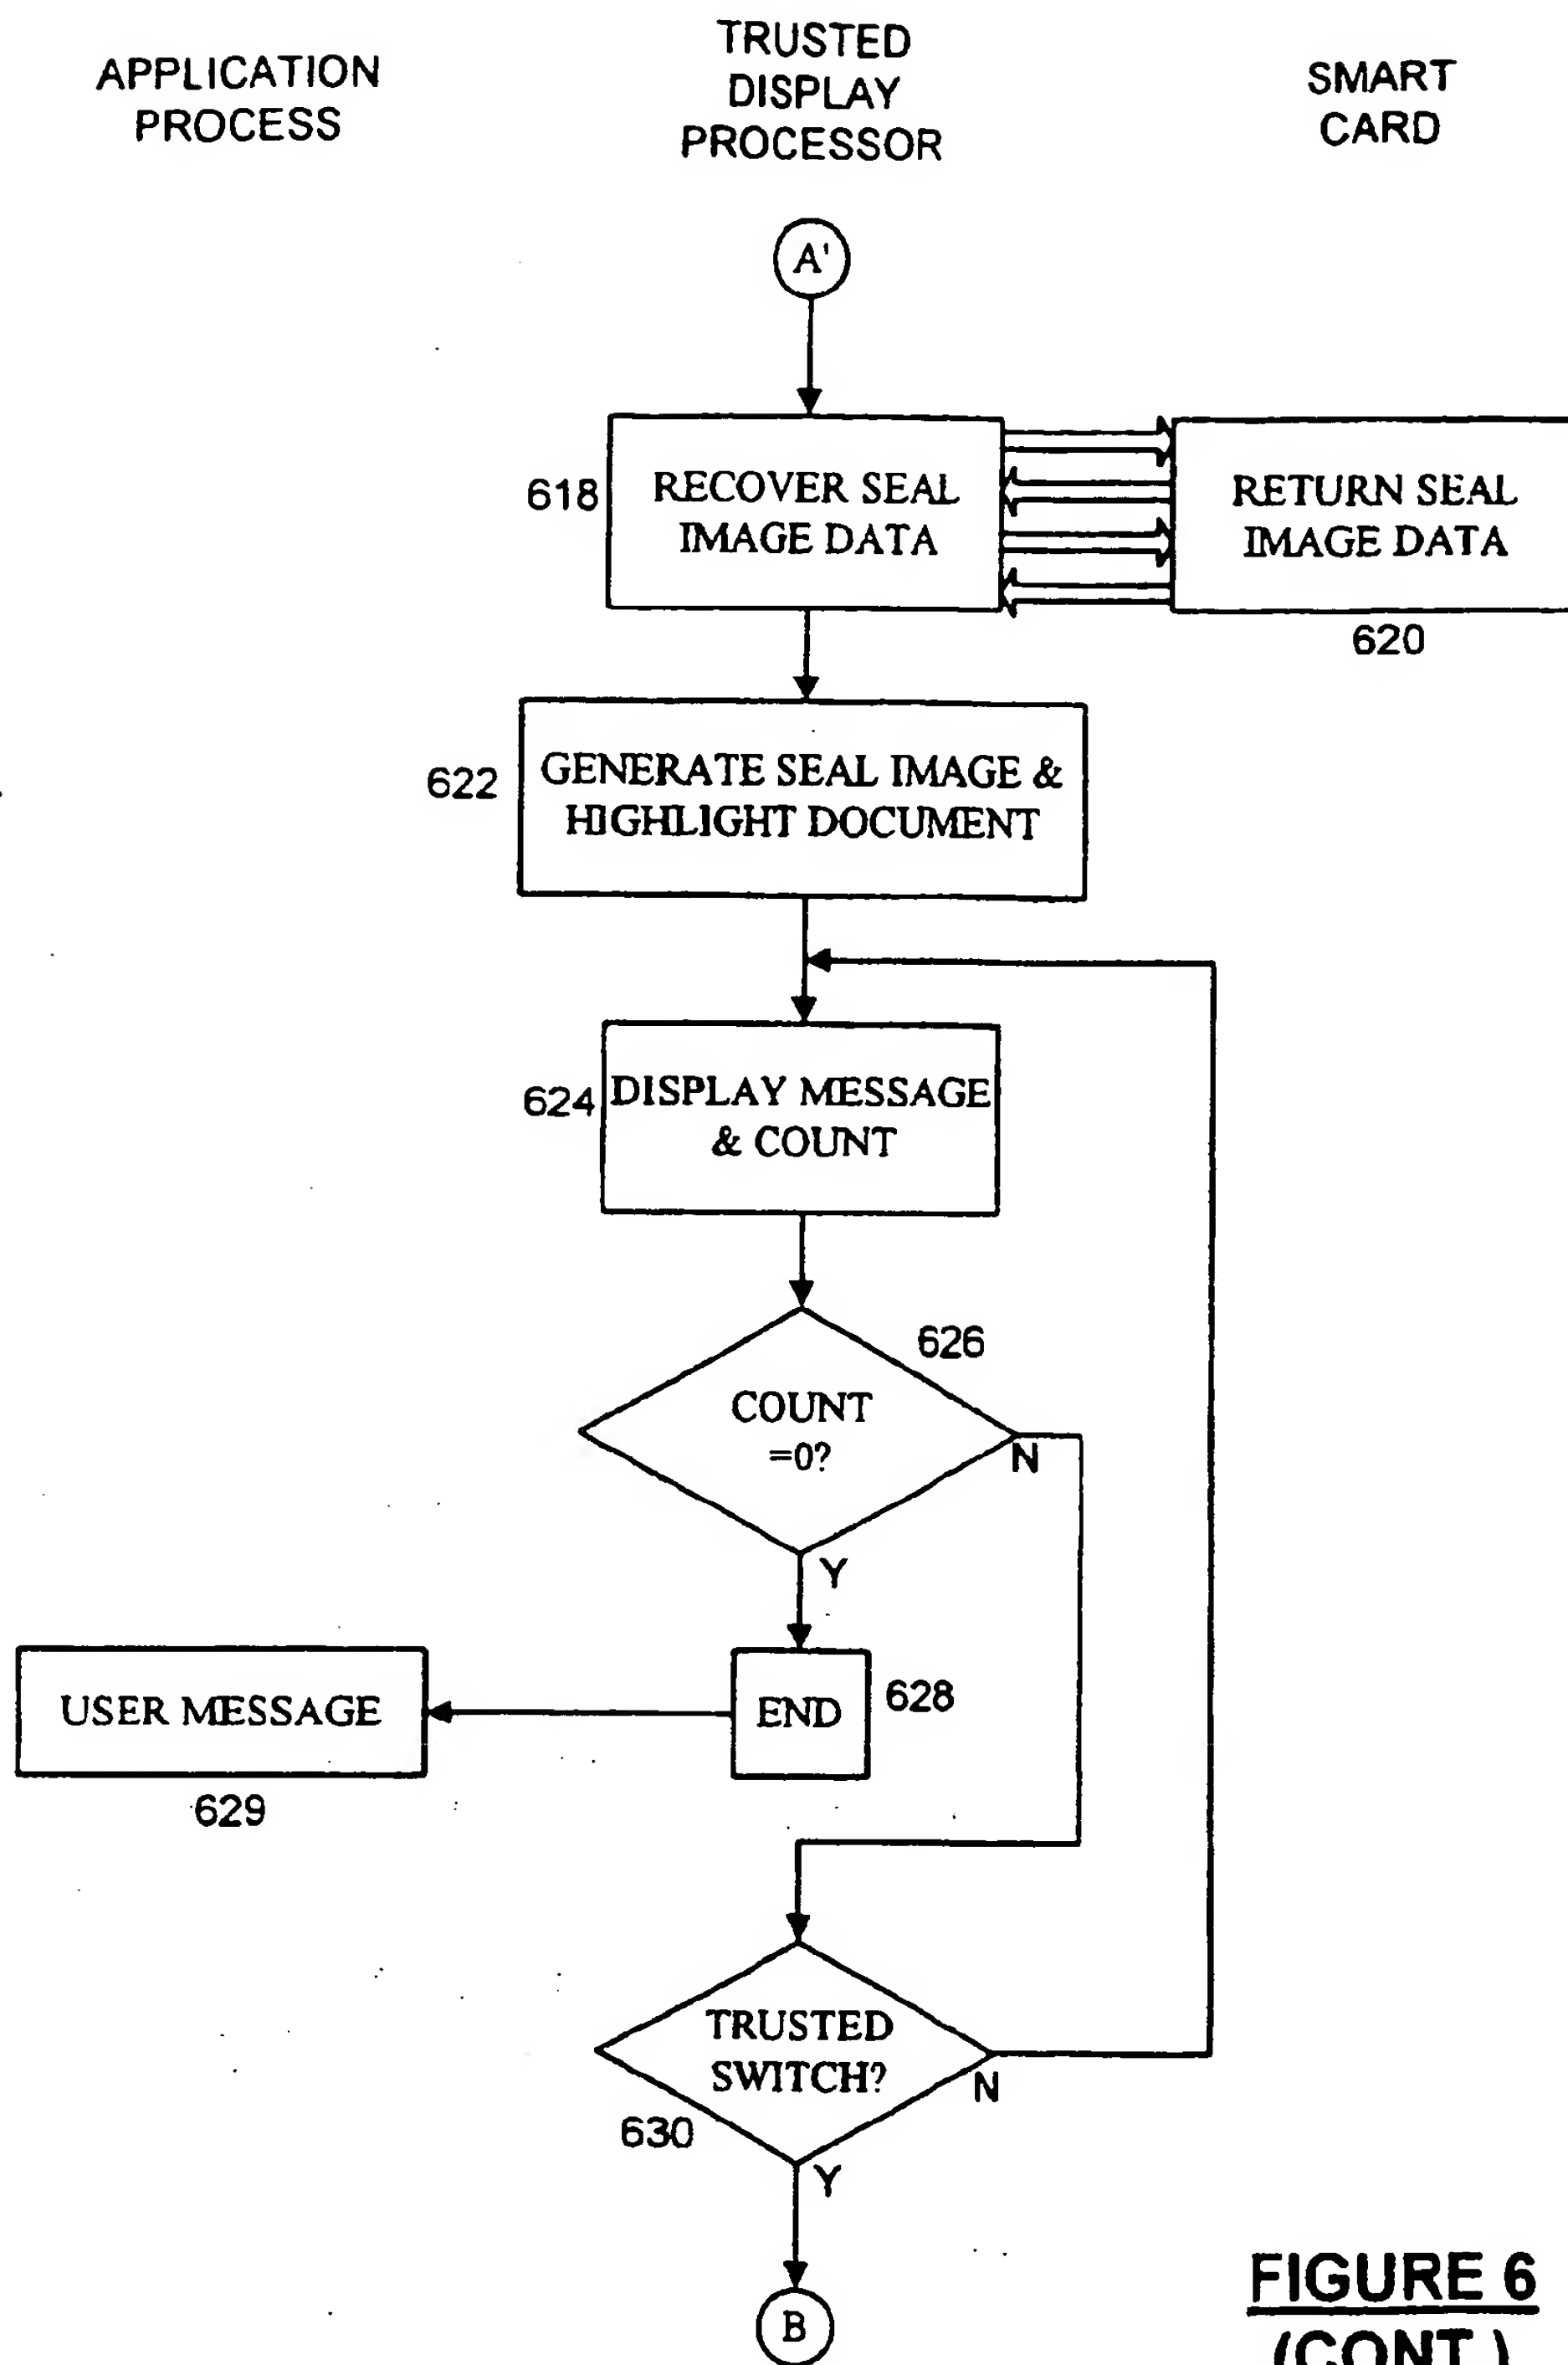 APPLICATION
PROCESS
TRUSTED
DISPLAY
PROCESSOR
SMART
CARD
A'
618
RECOVER SEAL
IMAGE DATA
RETURN SEAL
IMAGE DATA
620
622
GENERATE SEAL IMAGE &
HIGHLIGHT DOCUMENT
624
DISPLAY MESSAGE
& COUNT
626
COUNT
=0?
N
Y
USER MESSAGE
629
END
628
TRUSTED
SWITCH?
N
630
Y
B
FIGURE 6
(CONT.)